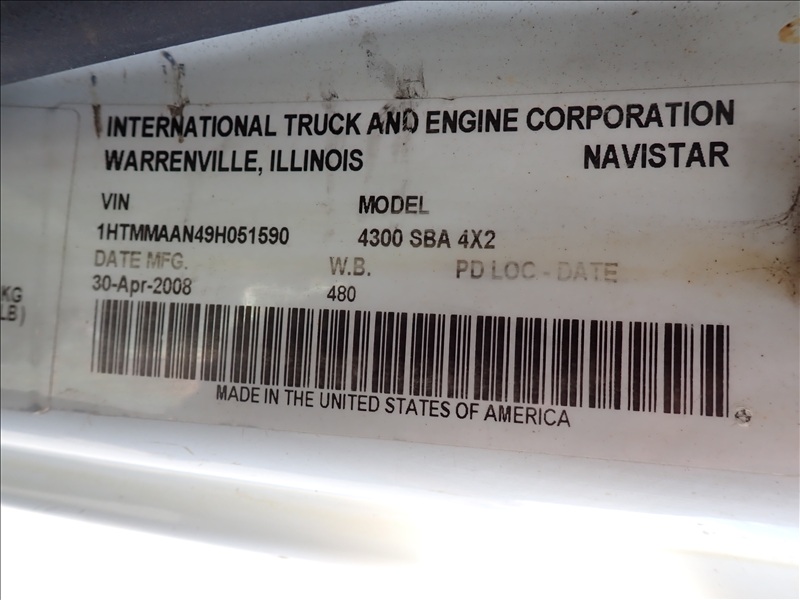 INTERNATIONAL TRUCK AND ENGINE CORPORATION
WARRENVILLE, ILLINOIS NAVISTAR
VIN MODEL
1HTMMAAN49H051590 4300 SBA 4X2
DATE MFG. W.B. PD LOC - DATE
30-Apr-2008 480
KG
LB)
MADE IN THE UNITED STATES OF AMERICA